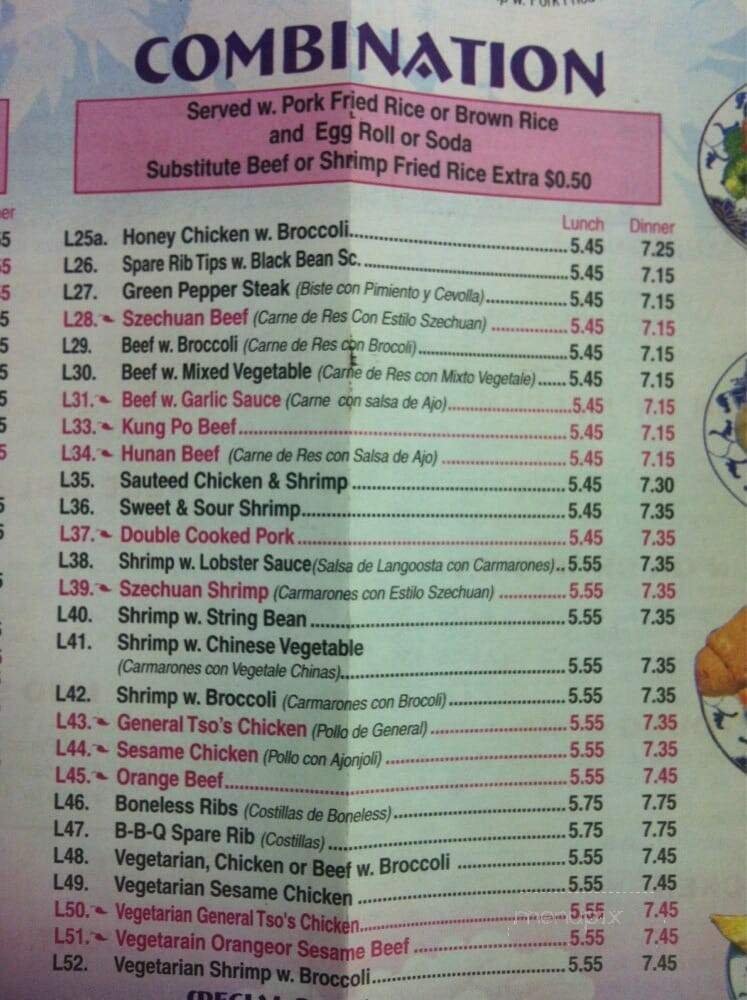 COMBINATION
Served w. Pork Fried Rice or Brown Rice
and Egg Roll or Soda
Substitute Beef or Shrimp Fried Rice Extra $0.50
Lunch Dinner
L25a. Honey Chicken w. Broccoli 5.45 7.25
L26. Spare Rib Tips w. Black Bean Sc. 5.45 7.15
L27. Green Pepper Steak (Biste con Pimiento y Cevolla) 5.45 7.15
L28. Szechuan Beef (Carne de Res Con Estilo Szechuan) 5.45 7.15
L29. Beef w. Broccoli (Carne de Res con Brocoli) 5.45 7.15
L30. Beef w. Mixed Vegetable (Carne de Res con Mixto Vegetale) 5.45 7.15
L31. Beef w. Garlic Sauce (Carne con salsa de Ajo) 5.45 7.15
L33. Kung Po Beef 5.45 7.15
L34. Hunan Beef (Carne de Res con Salsa de Ajo) 5.45 7.15
L35. Sauteed Chicken & Shrimp 5.45 7.30
L36. Sweet & Sour Shrimp 5.45 7.35
L37. Double Cooked Pork 5.45 7.35
L38. Shrimp w. Lobster Sauce (Salsa de Langoosta con Carmarones) 5.55 7.35
L39. Szechuan Shrimp (Carmarones con Estilo Szechuan) 5.55 7.35
L40. Shrimp w. String Bean 5.55 7.35
L41. Shrimp w. Chinese Vegetable
(Carmarones con Vegetale Chinas) 5.55 7.35
L42. Shrimp w. Broccoli (Carmarones con Brocoli) 5.55 7.35
L43. General Tso's Chicken (Pollo de General) 5.55 7.35
L44. Sesame Chicken (Pollo con Ajonjoli) 5.55 7.35
L45. Orange Beef 5.55 7.45
L46. Boneless Ribs (Costillas de Boneless) 5.75 7.75
L47. B-B-Q Spare Rib (Costillas) 5.75 7.75
L48. Vegetarian, Chicken or Beef w. Broccoli 5.55 7.45
L49. Vegetarian Sesame Chicken 5.55 7.45
L50. Vegetarian General Tso's Chicken 5.55 7.45
L51. Vegetarain Orangeor Sesame Beef 5.55 7.45
L52. Vegetarian Shrimp w. Broccoli 5.55 7.45
menupix